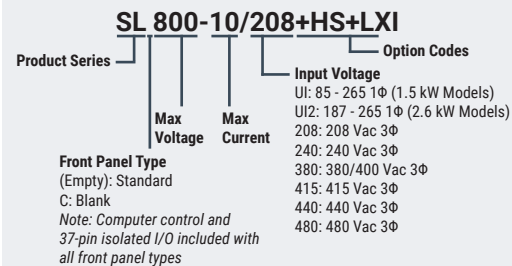 SL 800-10/208+HS+LXI
Option Codes
Product Series
Input Voltage
UI: 85 - 265 1Φ (1.5 kW Models)
UI2: 187 - 265 1Φ (2.6 kW Models)
208: 208 Vac 3Φ
240: 240 Vac 3Φ
380: 380/400 Vac 3Φ
415: 415 Vac 3Φ
440: 440 Vac 3Φ
480: 480 Vac 3Φ
Max
Voltage
Max
Current
Front Panel Type
(Empty): Standard
C: Blank
Note: Computer control and
37-pin isolated I/O included with
all front panel types